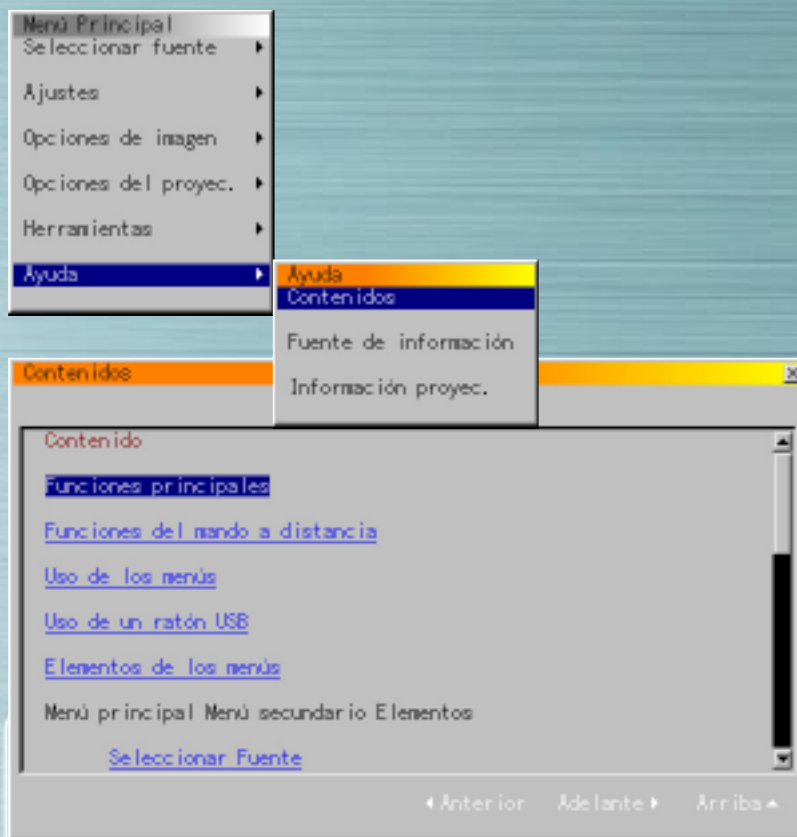 Menú Principal
Seleccionar fuente
Ajustes
Opciones de imagen
Opciones del proyec.
Herramientas
Ayuda
Ayuda
Contenidos
Fuente de información
Información proyec.
Contenidos
Contenido
Funciones principales
Funciones del mando a distancia
Uso de los menús
Uso de un ratón USB
Elementos de los menús
Menú principal Menú secundario Elementos
Seleccionar Fuente
Anterior Adelante Arriba